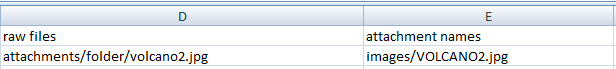 D E
raw files attachment names
attachments/folder/volcano2.jpg images/VOLCANO2.jpg